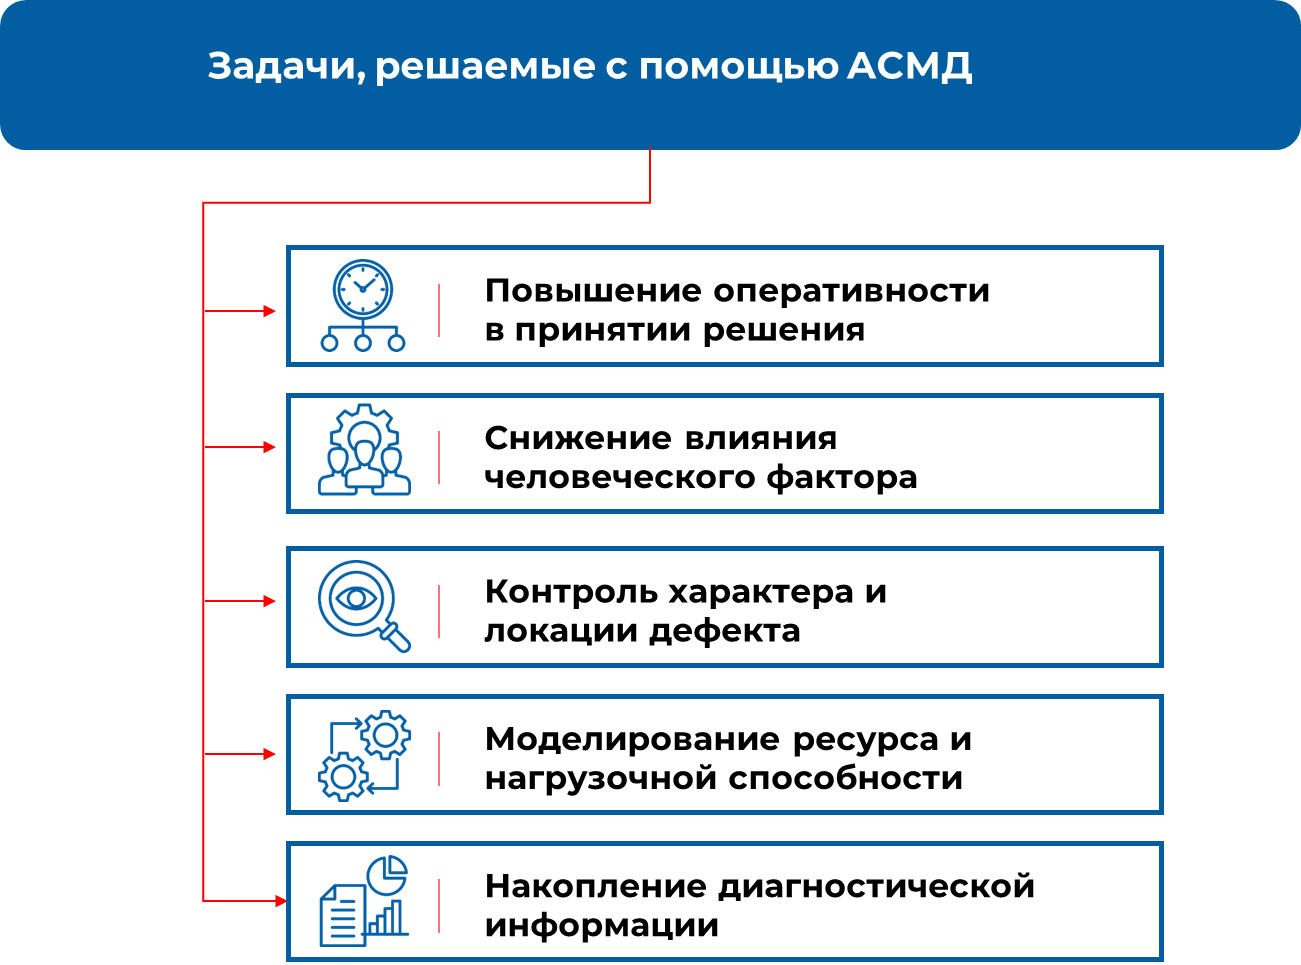 Задачи, решаемые с помощью АСМД
Повышение оперативности
в принятии решения
Снижение влияния
человеческого фактора
Контроль характера и
локации дефекта
Моделирование ресурса и
нагрузочной способности
Накопление диагностической
информации